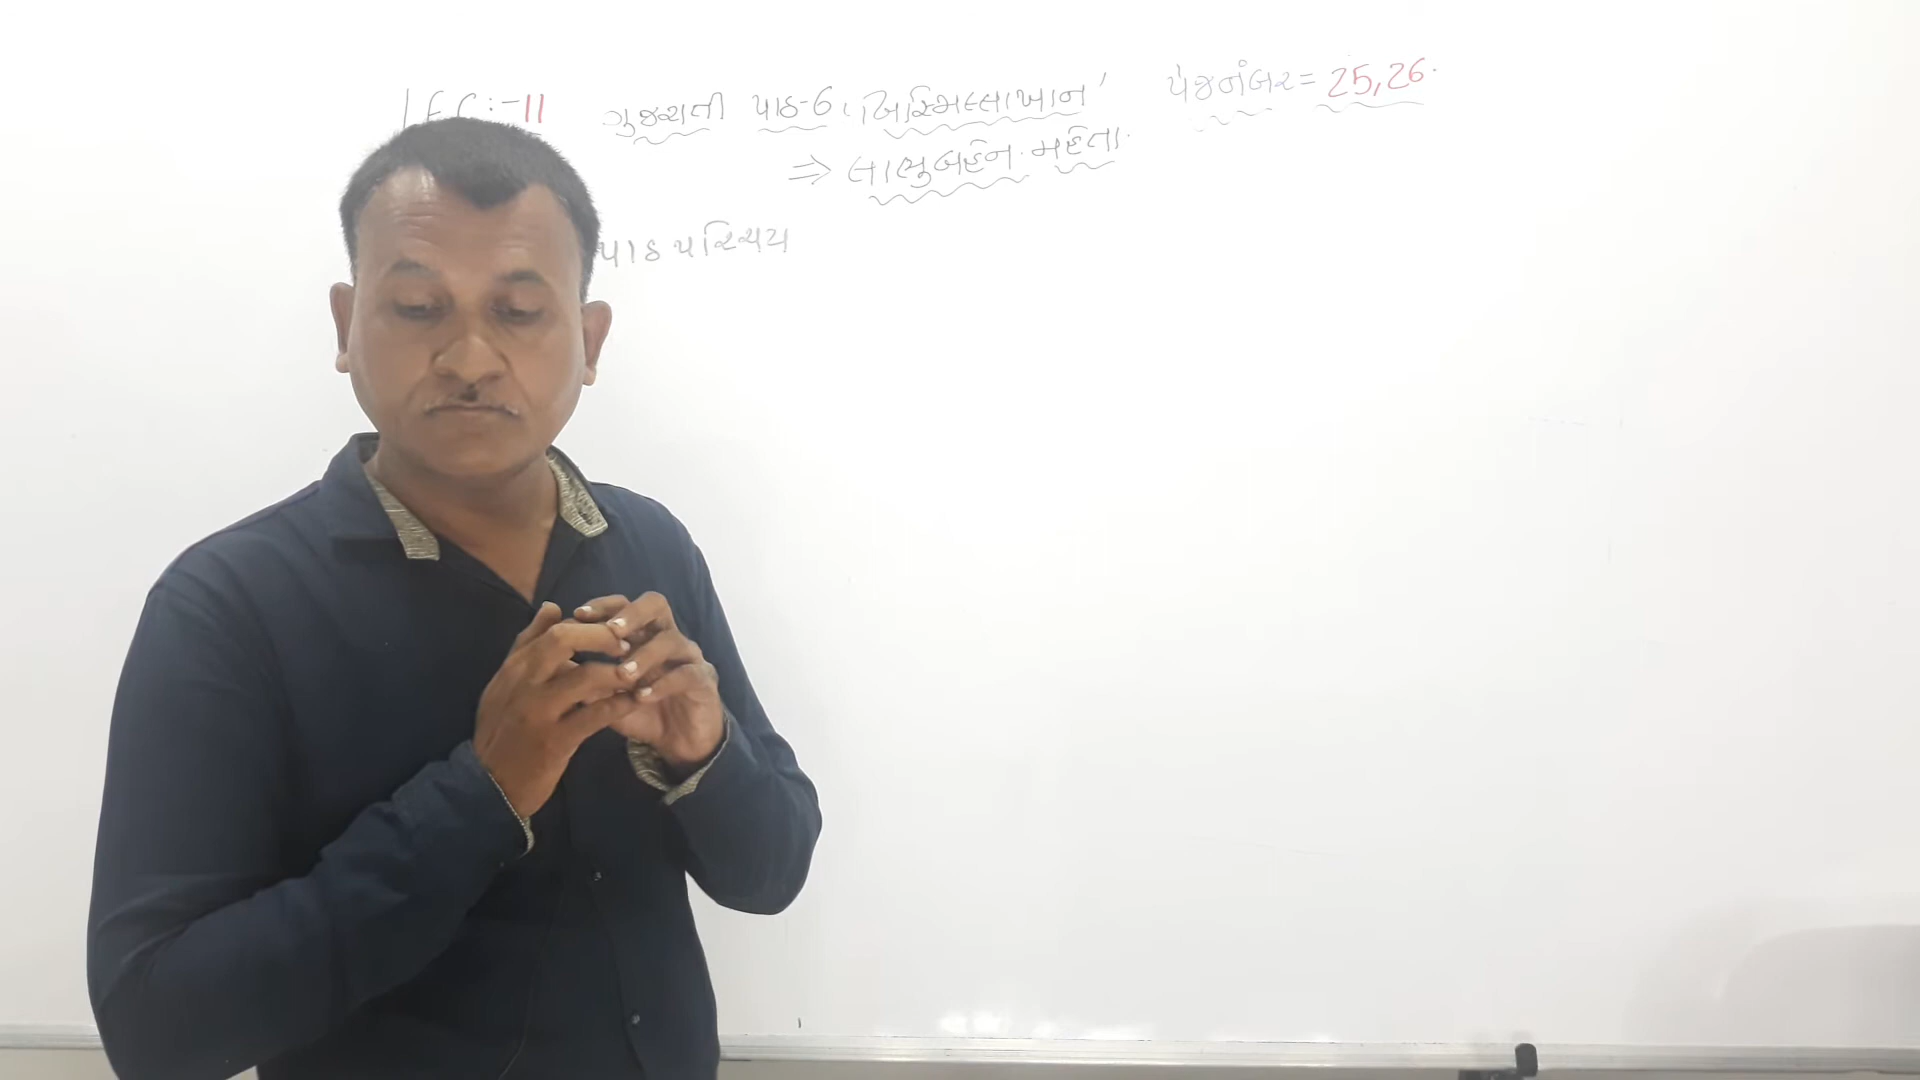 LEC:-11 ગુજરાતી પાઠ-6 'બિસ્મિલ્લાખાન' પેજનંબર = 25,26.
⇒ લાભુબહેન. મહેતા.
પાઠ પરિચય